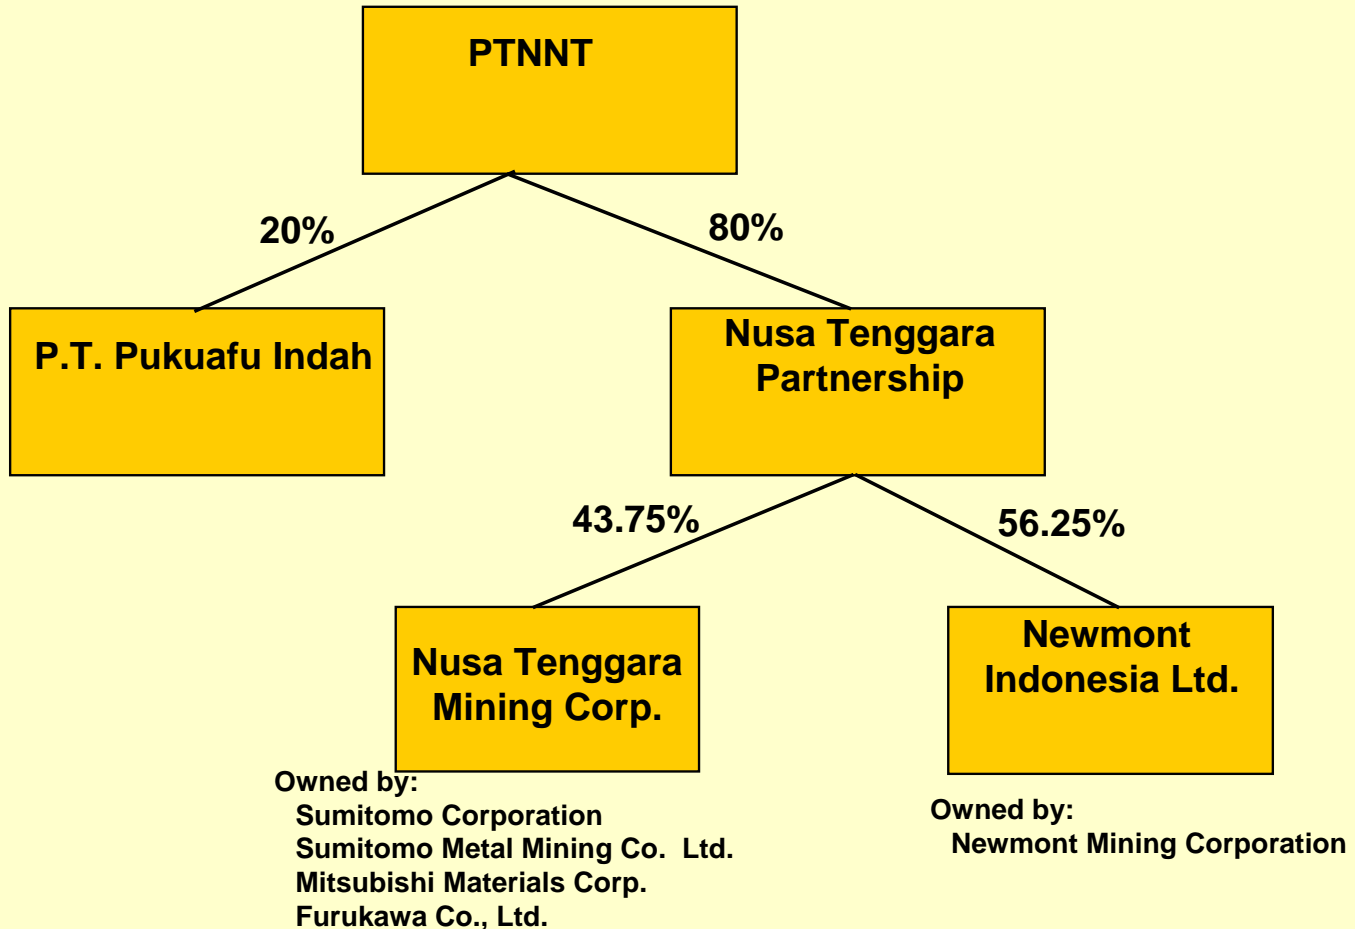 PTNNT
20%
80%
P.T. Pukuafu Indah
Nusa Tenggara
Partnership
43.75%
56.25%
Nusa Tenggara
Mining Corp.
Newmont
Indonesia Ltd.
Owned by:
Sumitomo Corporation
Sumitomo Metal Mining Co.  Ltd.
Mitsubishi Materials Corp.
Furukawa Co., Ltd.
Owned by:
Newmont Mining Corporation